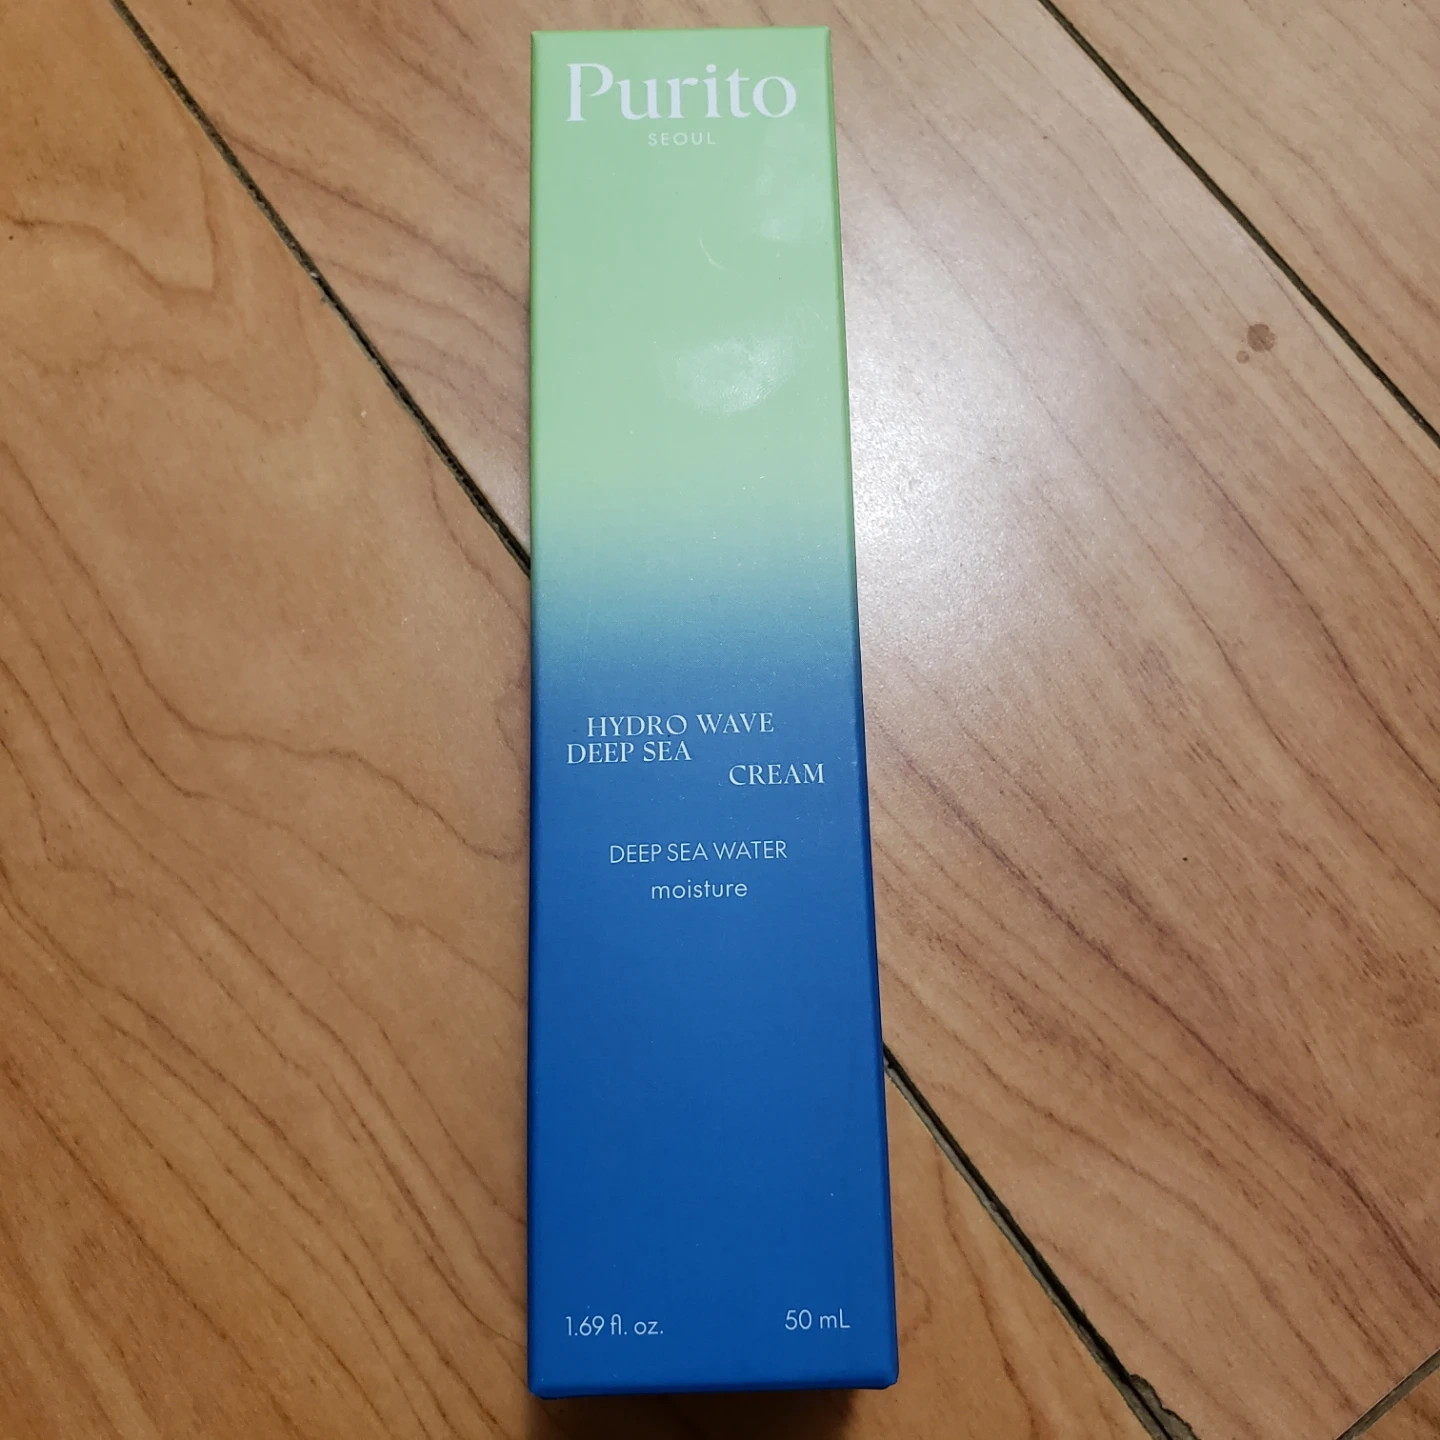 Purito
SEOUL
HYDRO WAVE
DEEP SEA
CREAM
DEEP SEA WATER
moisture
1.69 fl. oz. 50 mL